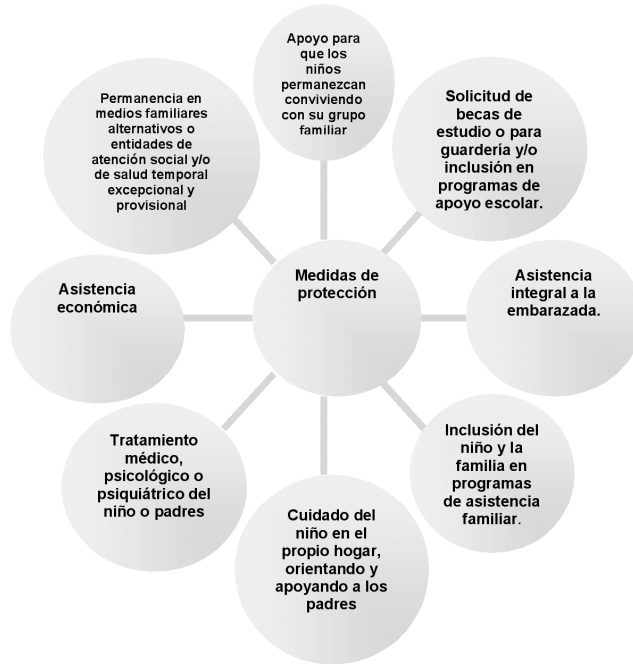 Apoyo para
que los
niños
permanezcan
conviviendo
con su grupo
familiar
Solicitud de
becas de
estudio o para
guardería y/o
inclusión en
programas de
apoyo escolar.
Asistencia
integral a la
embarazada.
Inclusión del
niño y la
familia en
programas
de asistencia
familiar.
Cuidado del
niño en el
propio hogar,
orientando y
apoyando a los
padres
Tratamiento
médico,
psicológico o
psiquiátrico del
niño o padres
Asistencia
económica
Permanencia en
medios familiares
alternativos o
entidades de
atención social y/o
de salud temporal
excepcional y
provisional
Medidas de
protección